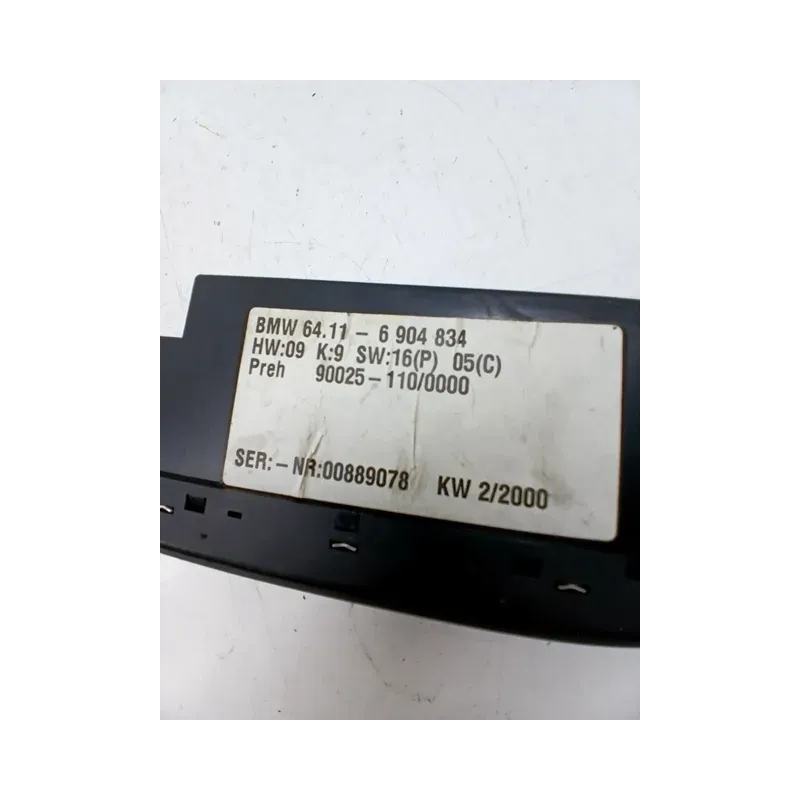 BMW 64.11 - 6 904 834
HW:09 K:9 SW:16(P) 05(C)
Preh 90025-110/0000
SER:-NR:00889078 KW 2/2000